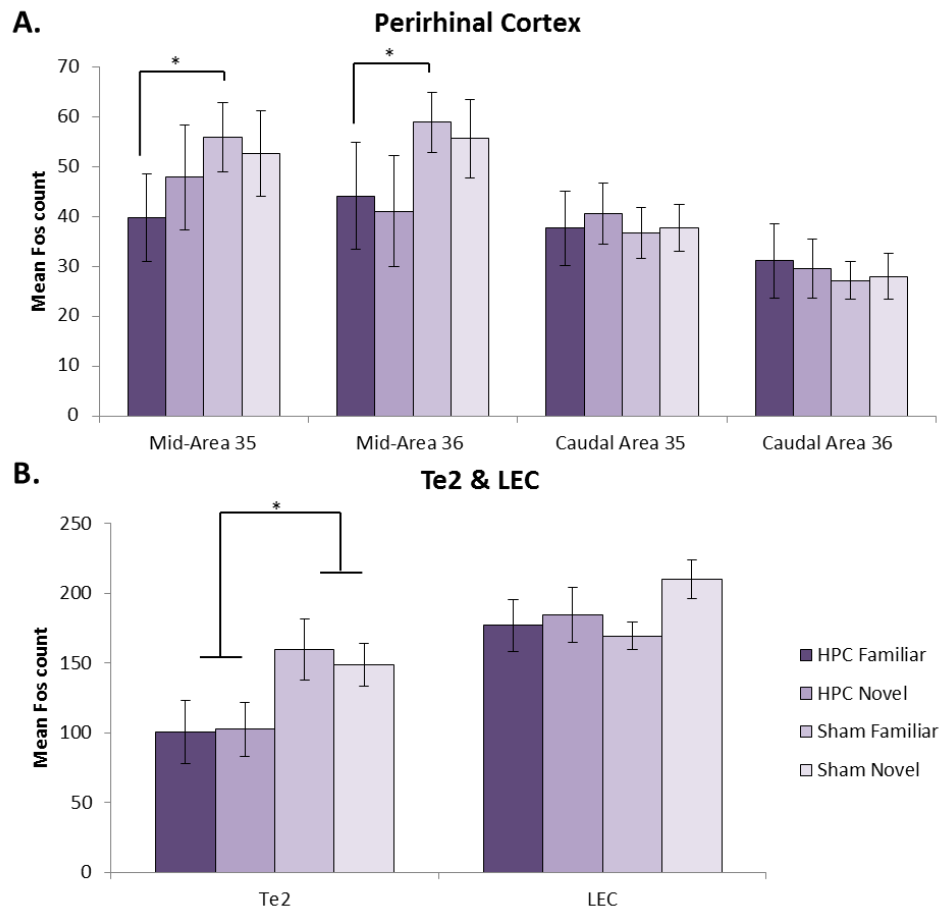 A.
Perirhinal Cortex
70
60
50
40
30
20
10
0
Mean Fos count
*
*
Mid-Area 35
Mid-Area 36
Caudal Area 35
Caudal Area 36
B.
Te2 & LEC
250
200
150
100
50
0
Mean Fos count
*
Te2
LEC
HPC Familiar
HPC Novel
Sham Familiar
Sham Novel